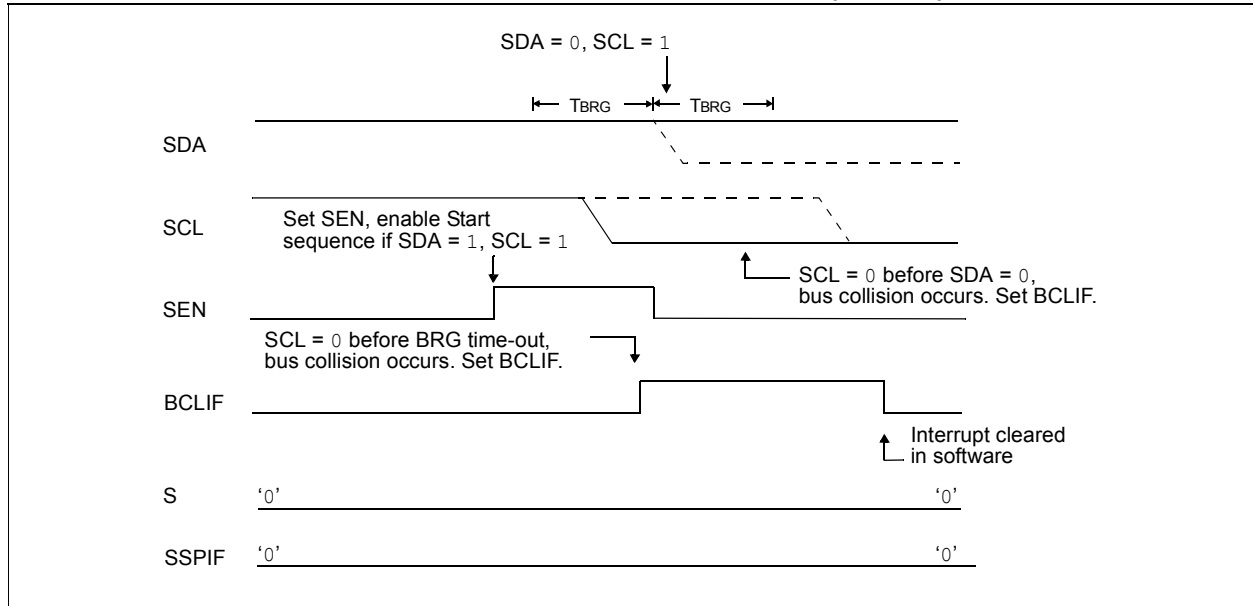 SDA = 0, SCL = 1
TBRG TBRG
SDA
SCL
Set SEN, enable Start
sequence if SDA = 1, SCL = 1
SCL = 0 before SDA = 0,
bus collision occurs. Set BCLIF.
SEN
SCL = 0 before BRG time-out,
bus collision occurs. Set BCLIF.
BCLIF
Interrupt cleared
in software
S ‘0’ ‘0’
SSPIF ‘0’ ‘0’